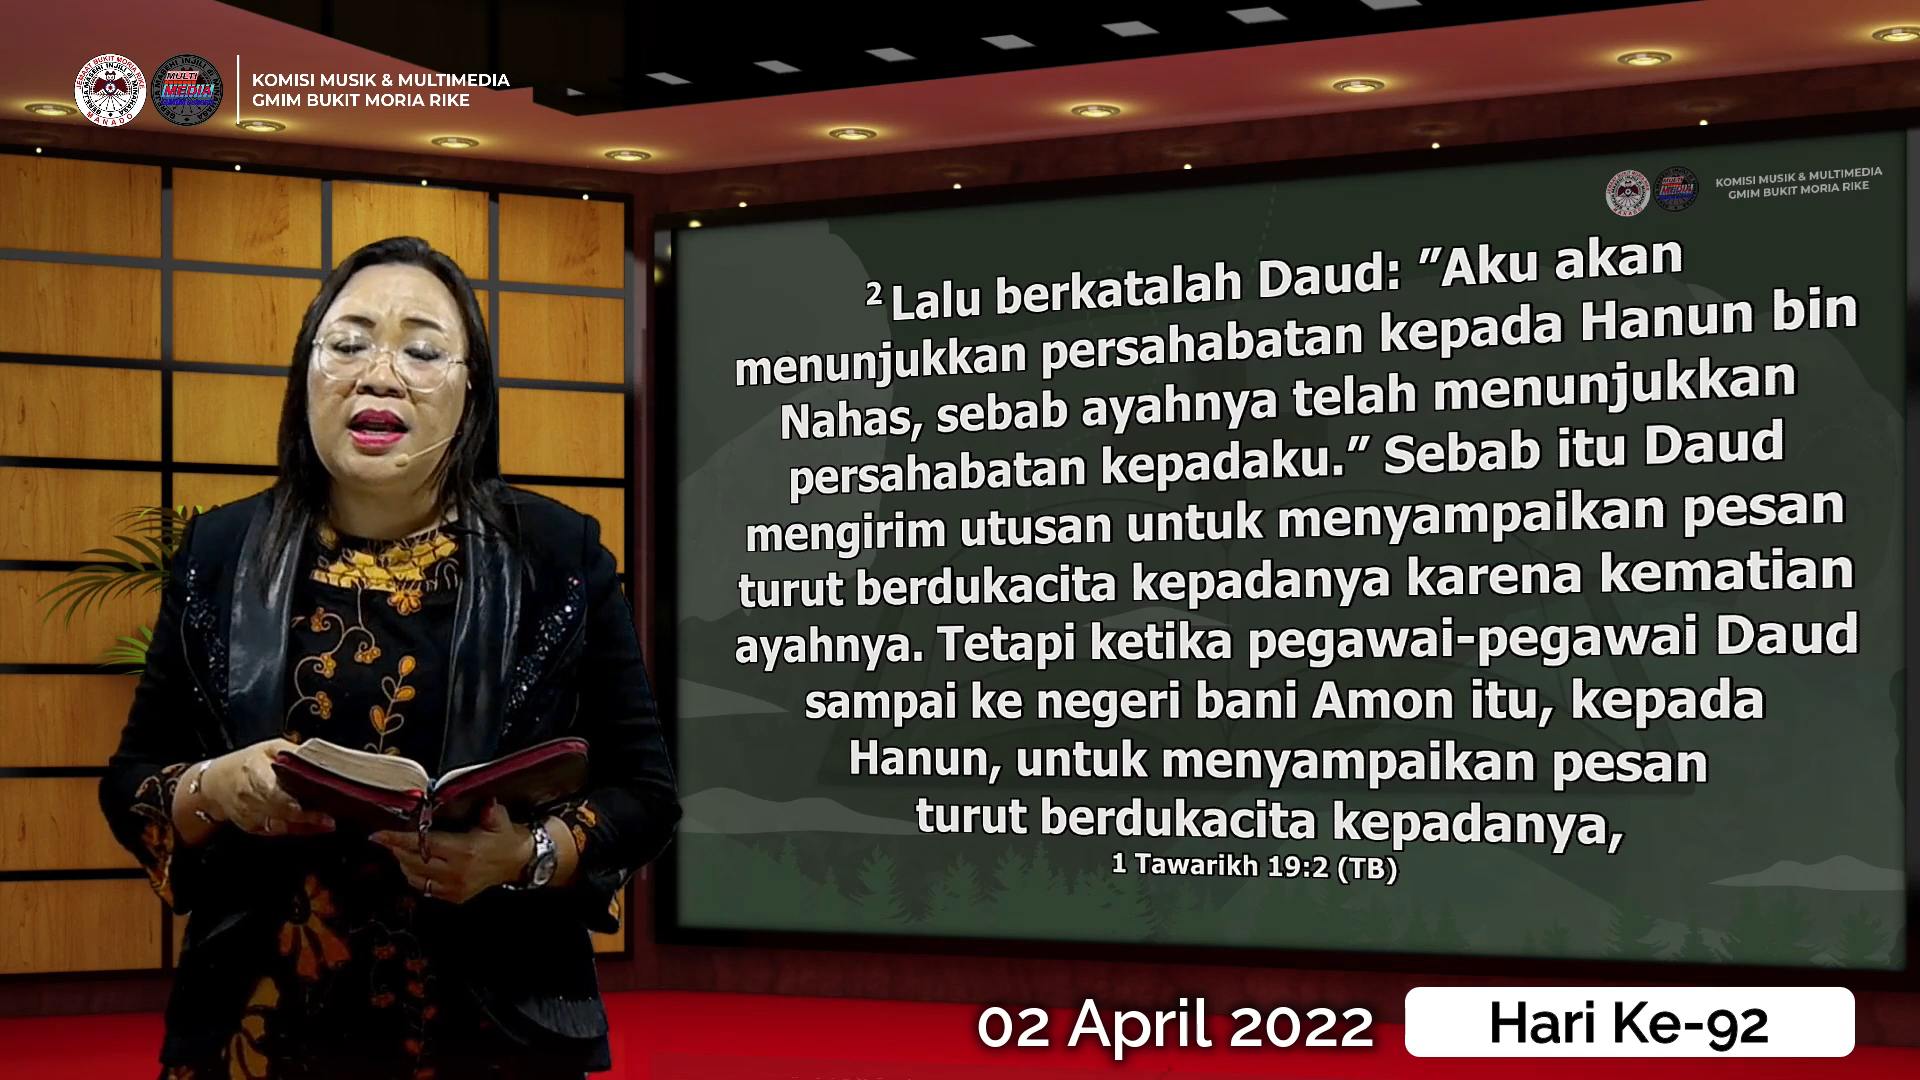 KOMISI MUSIK & MULTIMEDIA
GMIM BUKIT MORIA RIKE
MANADO
MULTI
MEDIA
KOMISI MUSIK & MULTIMEDIA
GMIM BUKIT MORIA RIKE
2 Lalu berkatalah Daud: ”Aku akan
menunjukkan persahabatan kepada Hanun bin
Nahas, sebab ayahnya telah menunjukkan
persahabatan kepadaku.” Sebab itu Daud
mengirim utusan untuk menyampaikan pesan
turut berdukacita kepadanya karena kematian
ayahnya. Tetapi ketika pegawai-pegawai Daud
sampai ke negeri bani Amon itu, kepada
Hanun, untuk menyampaikan pesan
turut berdukacita kepadanya,
1 Tawarikh 19:2 (TB)
02 April 2022
Hari Ke-92